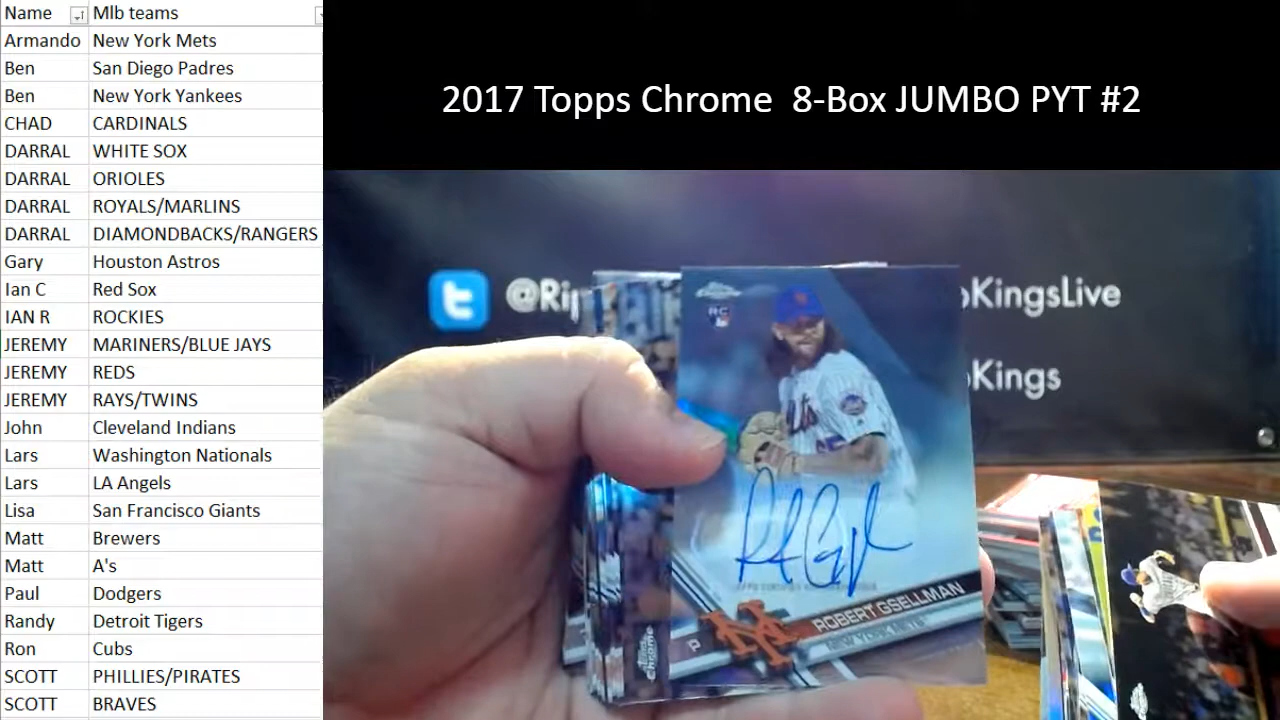 Name Mlb teams
Armando New York Mets
Ben San Diego Padres
Ben New York Yankees
CHAD CARDINALS
DARRAL WHITE SOX
DARRAL ORIOLES
DARRAL ROYALS/MARLINS
DARRAL DIAMONDBACKS/RANGERS
Gary Houston Astros
Ian C Red Sox
IAN R ROCKIES
JEREMY MARINERS/BLUE JAYS
JEREMY REDS
JEREMY RAYS/TWINS
John Cleveland Indians
Lars Washington Nationals
Lars LA Angels
Lisa San Francisco Giants
Matt Brewers
Matt A's
Paul Dodgers
Randy Detroit Tigers
Ron Cubs
SCOTT PHILLIES/PIRATES
SCOTT BRAVES
2017 Topps Chrome 8-Box JUMBO PYT #2
@Rip
oKingsLive
oKings
RC
P ROBERT GSELLMAN
NEW YORK METS
Topps Chrome